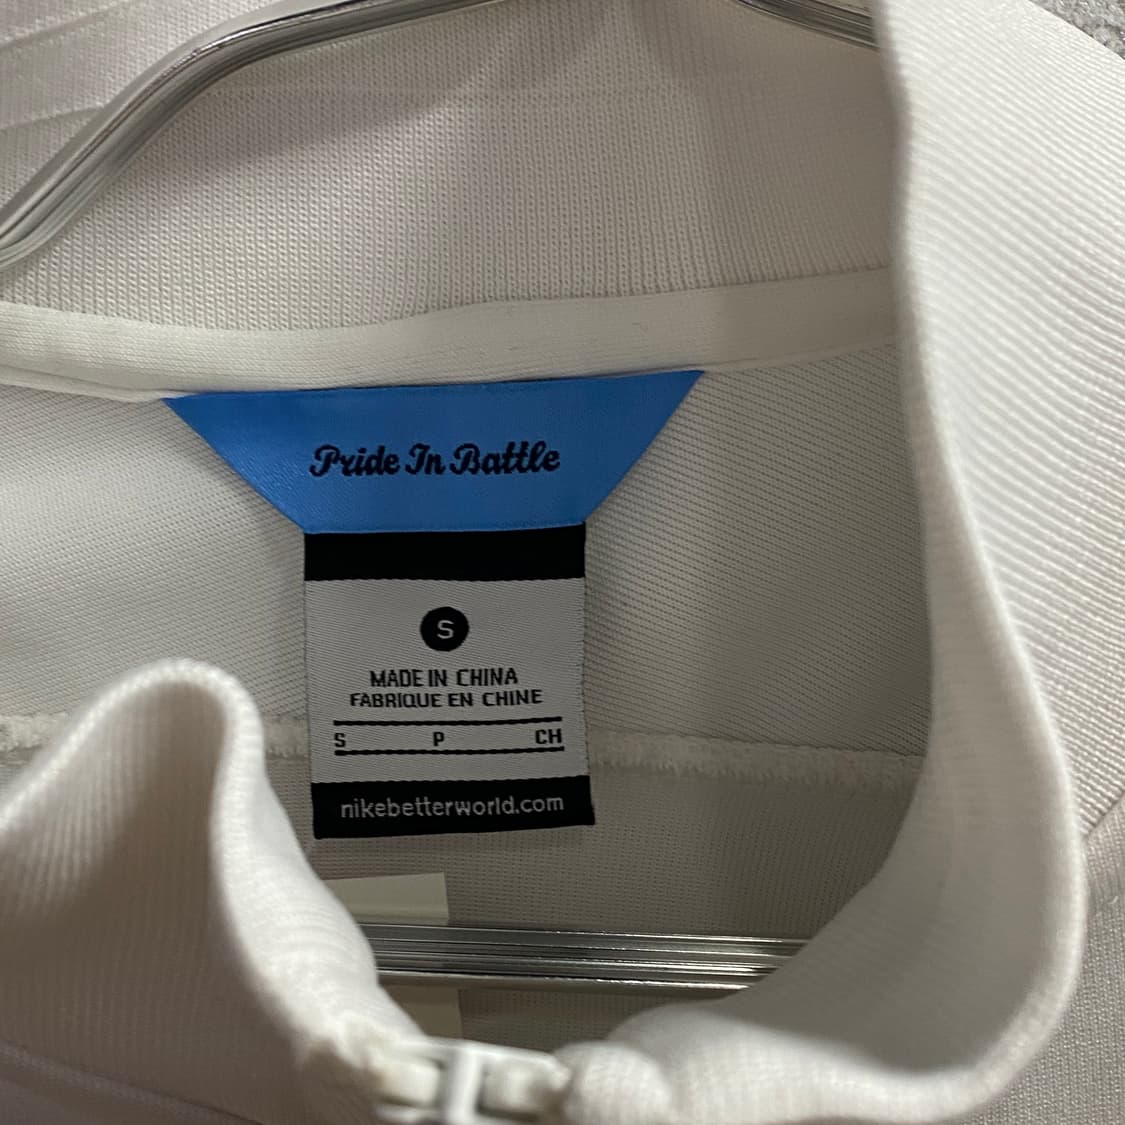 Pride In Battle
S
MADE IN CHINA
FABRIQUE EN CHINE
S P CH
nikebetterworld.com